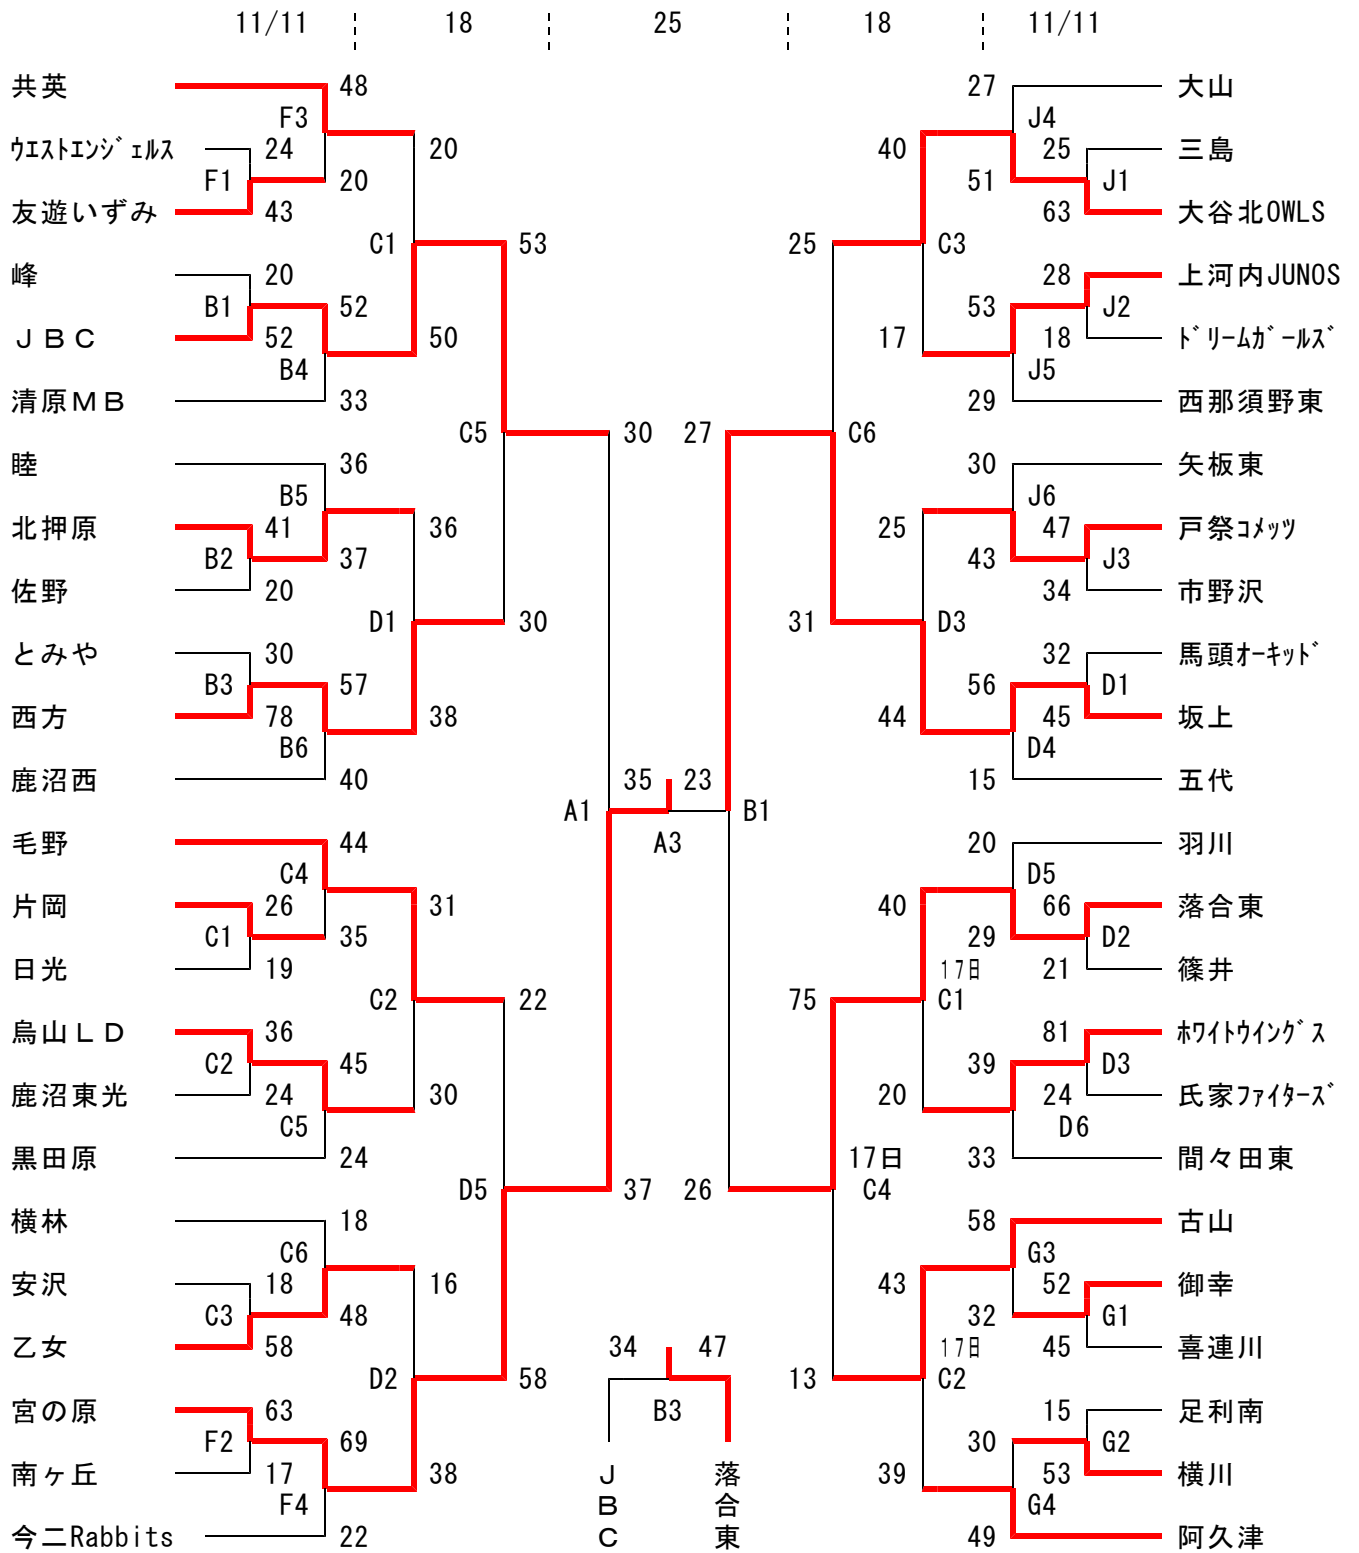 11/11 18 25 18 11/11
共英 48 27 大山
F3 J4
ｳｴｽﾄｴﾝｼﾞｪﾙｽ 24 20 40 25 三島
F1 20 51 J1
友遊いずみ 43 63 大谷北OWLS
C1 53 25 C3
峰 20 28 上河内JUNOS
B1 52 53 J2
ＪＢＣ 52 50 17 18 ﾄﾞﾘｰﾑｶﾞｰﾙｽﾞ
B4 J5
清原ＭＢ 33 29 西那須野東
C5 30 27 C6
睦 36 30 矢板東
B5 J6
北押原 41 36 25 47 戸祭ｺﾒｯﾂ
B2 37 43 J3
佐野 20 34 市野沢
D1 30 31 D3
とみや 30 32 馬頭ｵｰｷｯﾄﾞ
B3 57 56 D1
西方 78 38 44 45 坂上
B6 D4
鹿沼西 40 35 23 15 五代
A1 B1
毛野 44 A3 20 羽川
C4 D5
片岡 26 31 40 66 落合東
C1 35 29 D2
日光 19 17日 21 篠井
C2 22 75 C1
烏山ＬＤ 36 81 ﾎﾜｲﾄｳｲﾝｸﾞｽ
C2 45 39 D3
鹿沼東光 24 30 20 24 氏家ﾌｧｲﾀｰｽﾞ
C5 D6
黒田原 24 17日 33 間々田東
D5 37 26 C4
横林 18 58 古山
C6 G3
安沢 18 16 43 52 御幸
C3 48 32 G1
乙女 58 34 47 17日 45 喜連川
D2 58 13 C2
宮の原 63 B3 15 足利南
F2 69 30 G2
南ヶ丘 17 38 39 53 横川
F4 G4
今二Rabbits 22 49 阿久津
ＪＢＣ
落合東